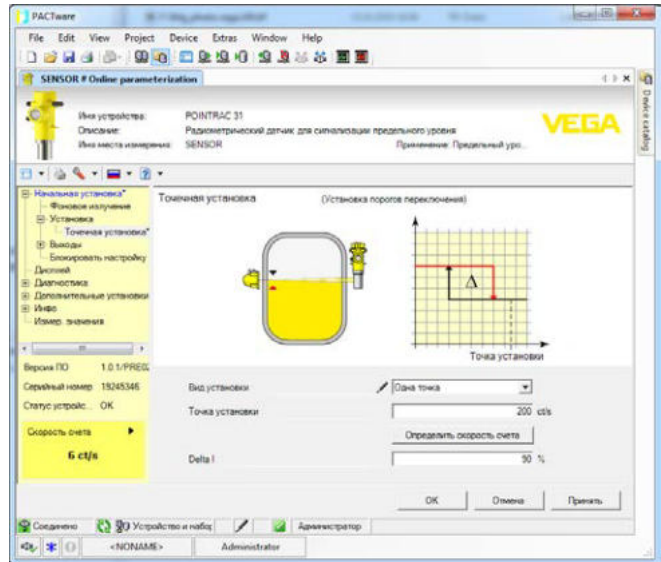 PACTware
File Edit View Project Device Extras Window Help
SENSOR # Online parameterization
Device catalog
Имя устройства: POINTRAC 31
Описание: Радиометрический датчик для сигнализации предельного уровня
Имя места измерения: SENSOR Применение: Предельный уро...
VEGA
Начальная установка*
Фоновое излучение
Установка
Точечная установка*
Выходы
Блокировать настройку
Дисплей
Диагностика
Дополнительные установки
Инфо
Измер. значения
Версия ПО 1.0.1/PRE02
Серийный номер 19245346
Статус устройс... OK
Скорость счета
6 ct/s
Точечная установка (Установка порогов переключения)
Δ
Точка установки
Вид установки Одна точка
Точка установки 200 ct/s
Определить скорость счета
Delta I 90 %
OK Отмена Принять
Соединено Устройство и набор Администратор
<NONAME> Administrator